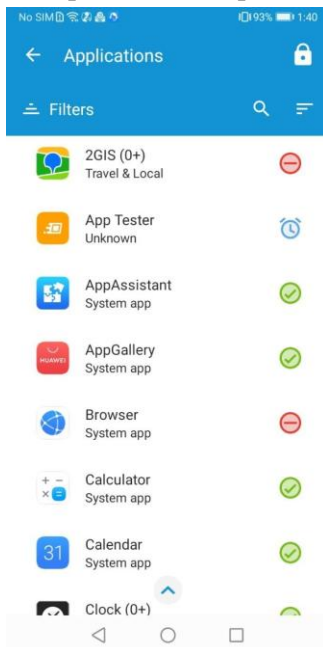 No SIM 93% 1:40
Applications
Filters
2GIS (0+)
Travel & Local
App Tester
Unknown
AppAssistant
System app
HUAWEI
AppGallery
System app
Browser
System app
Calculator
System app
31
Calendar
System app
Clock (0+)